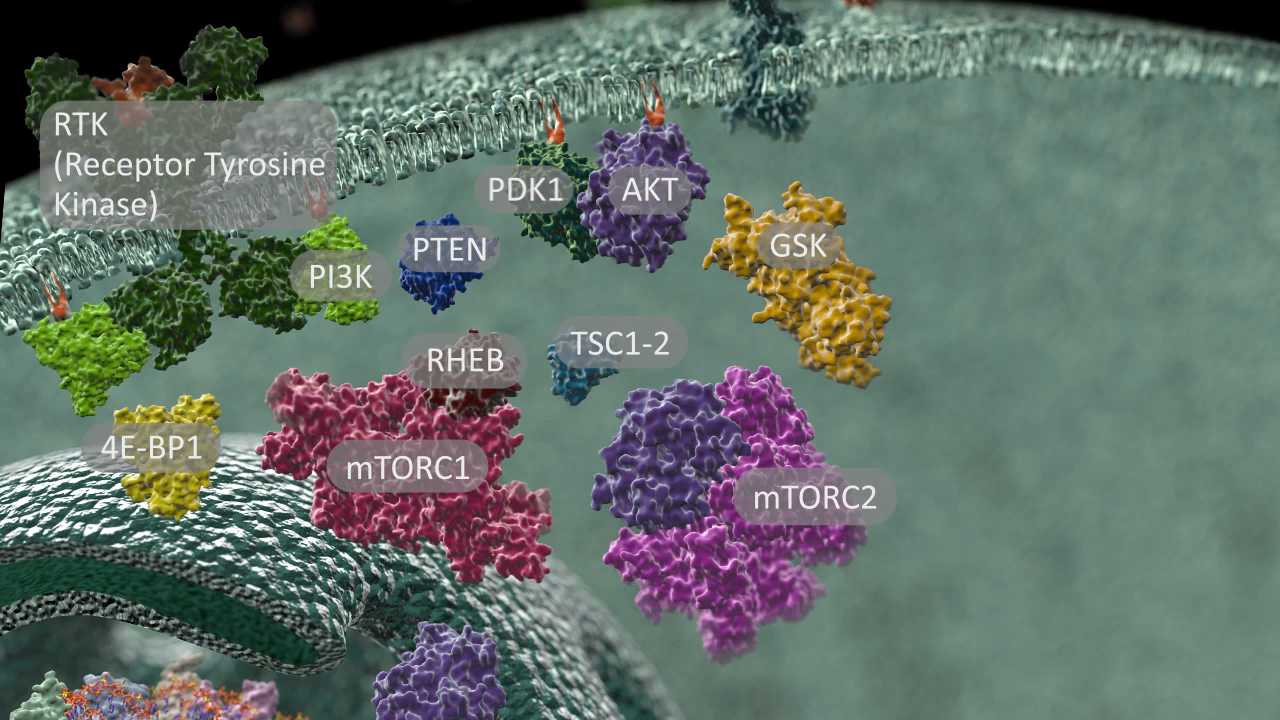 RTK
(Receptor Tyrosine
Kinase)
PDK1
AKT
PTEN
GSK
PI3K
RHEB
TSC1-2
4E-BP1
mTORC1
mTORC2